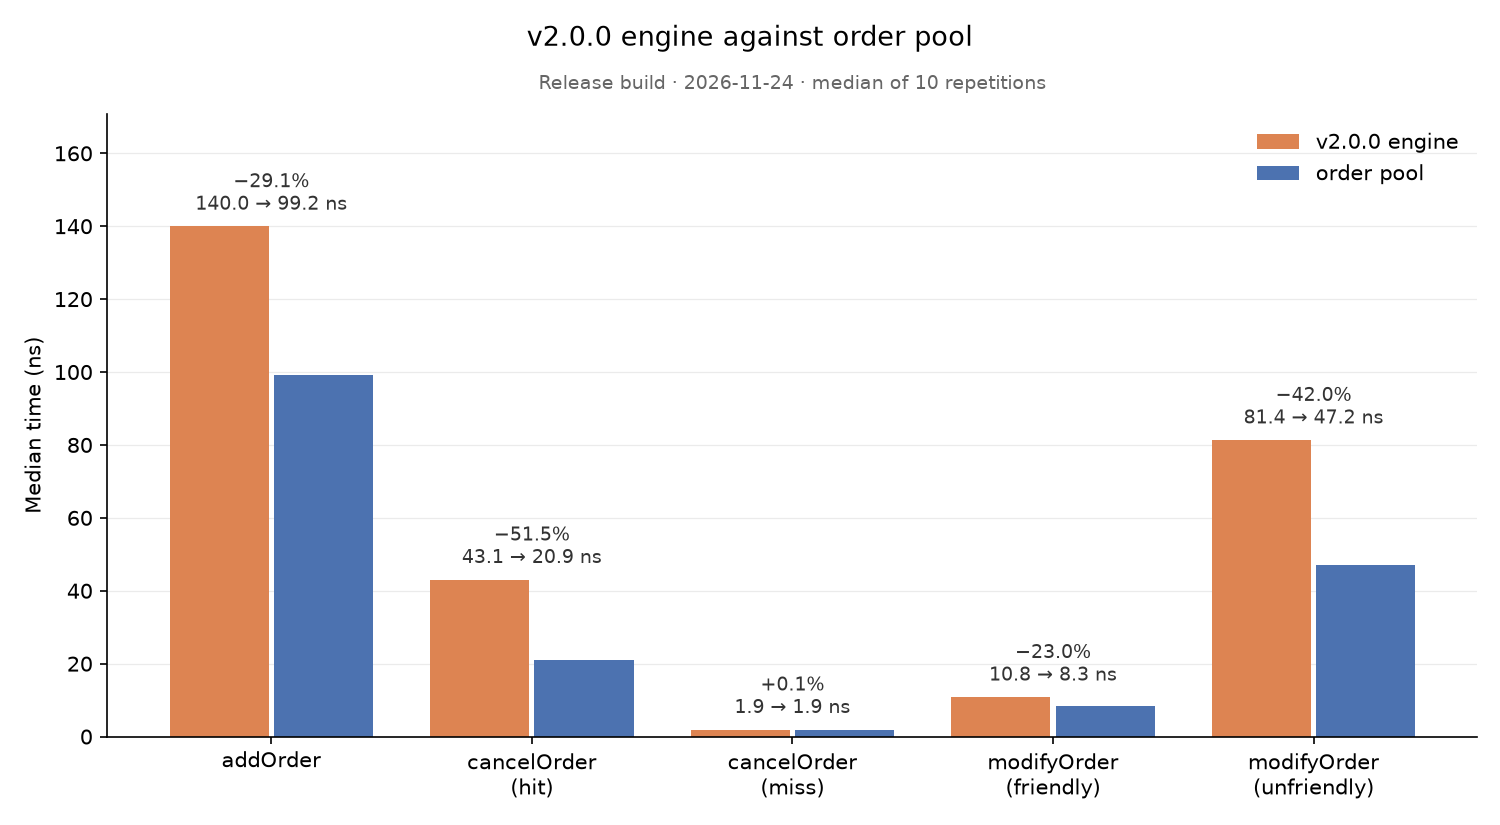 v2.0.0 engine against order pool
Release build · 2026-11-24 · median of 10 repetitions
v2.0.0 engine
order pool
Median time (ns)
160
140
120
100
80
60
40
20
0
−29.1%
140.0 → 99.2 ns
−51.5%
43.1 → 20.9 ns
+0.1%
1.9 → 1.9 ns
−23.0%
10.8 → 8.3 ns
−42.0%
81.4 → 47.2 ns
addOrder
cancelOrder
(hit)
cancelOrder
(miss)
modifyOrder
(friendly)
modifyOrder
(unfriendly)